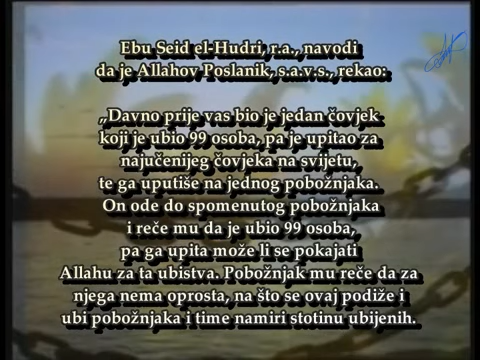 Ebu Seid el-Hudri, r.a., navodi
da je Allahov Poslanik, s.a.v.s., rekao:
„Davno prije vas bio je jedan čovjek
koji je ubio 99 osoba, pa je upitao za
najučenijeg čovjeka na svijetu,
te ga uputiše na jednog pobožnjaka.
On ode do spomenutog pobožnjaka
i reče mu da je ubio 99 osoba,
pa ga upita može li se pokajati
Allahu za ta ubistva. Pobožnjak mu reče da za
njega nema oprosta, na što se ovaj podiže i
ubi pobožnjaka i time namiri stotinu ubijenih.